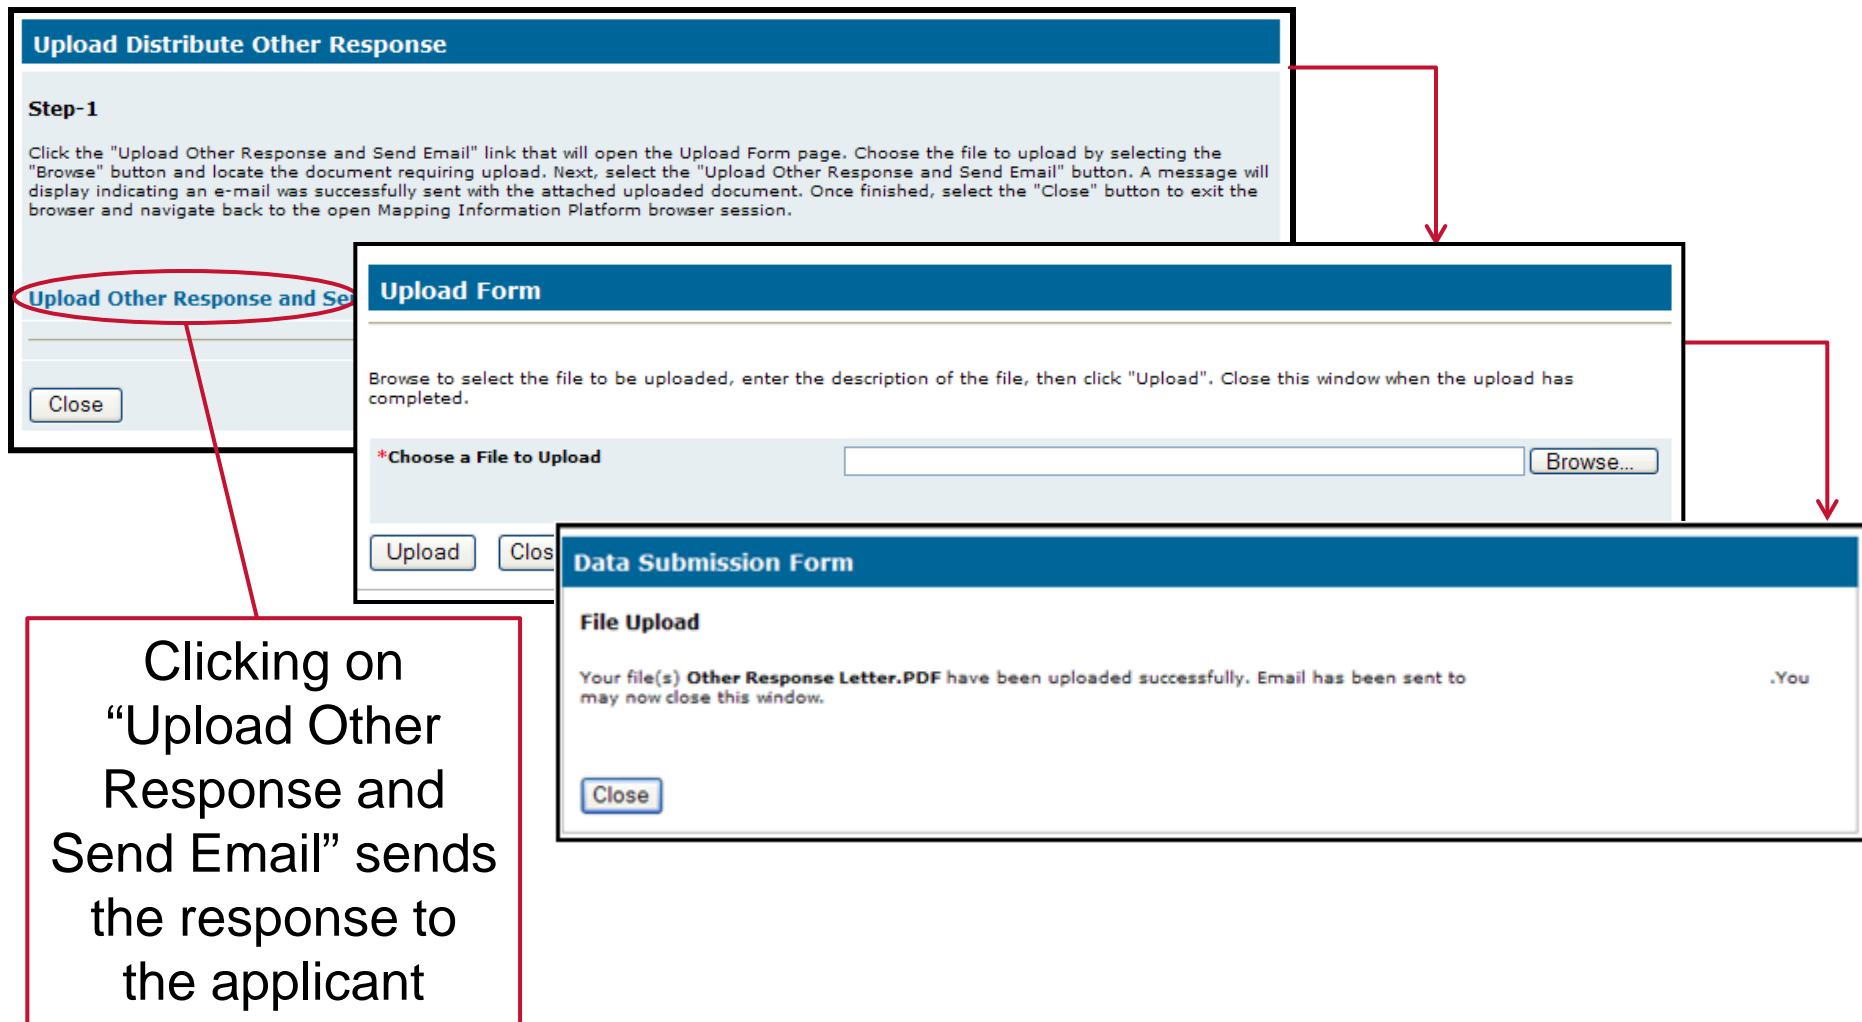 Upload Distribute Other Response
Step-1
Click the "Upload Other Response and Send Email" link that will open the Upload Form page. Choose the file to upload by selecting the
"Browse" button and locate the document requiring upload. Next, select the "Upload Other Response and Send Email" button. A message will
display indicating an e-mail was successfully sent with the attached uploaded document. Once finished, select the "Close" button to exit the
browser and navigate back to the open Mapping Information Platform browser session.
Upload Other Response and
Close
Upload Form
Browse to select the file to be uploaded, enter the description of the file, then click "Upload". Close this window when the upload has
completed.
*Choose a File to Upload
Browse...
Upload
Data Submission Form
File Upload
Your file(s) Other Response Letter.PDF have been uploaded successfully. Email has been sent to .You
may now close this window.
Close
Clicking on
“Upload Other
Response and
Send Email” sends
the response to
the applicant